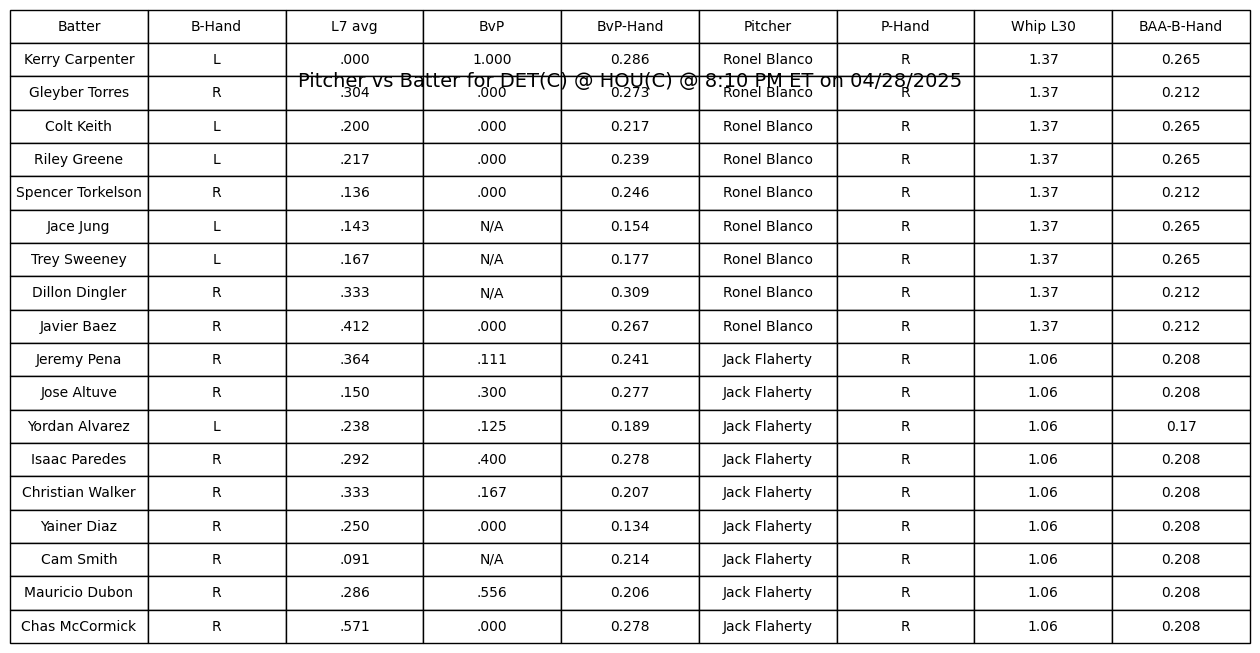 Batter B-Hand L7 avg BvP BvP-Hand Pitcher P-Hand Whip L30 BAA-B-Hand
Kerry Carpenter L .000 1.000 0.286 Ronel Blanco R 1.37 0.265
Pitcher vs Batter for DET(C) @ HOU(C) @ 8:10 PM ET on 04/28/2025
Gleyber Torres R .304 .000 0.273 Ronel Blanco R 1.37 0.212
Colt Keith L .200 .000 0.217 Ronel Blanco R 1.37 0.265
Riley Greene L .217 .000 0.239 Ronel Blanco R 1.37 0.265
Spencer Torkelson R .136 .000 0.246 Ronel Blanco R 1.37 0.212
Jace Jung L .143 N/A 0.154 Ronel Blanco R 1.37 0.265
Trey Sweeney L .167 N/A 0.177 Ronel Blanco R 1.37 0.265
Dillon Dingler R .333 N/A 0.309 Ronel Blanco R 1.37 0.212
Javier Baez R .412 .000 0.267 Ronel Blanco R 1.37 0.212
Jeremy Pena R .364 .111 0.241 Jack Flaherty R 1.06 0.208
Jose Altuve R .150 .300 0.277 Jack Flaherty R 1.06 0.208
Yordan Alvarez L .238 .125 0.189 Jack Flaherty R 1.06 0.17
Isaac Paredes R .292 .400 0.278 Jack Flaherty R 1.06 0.208
Christian Walker R .333 .167 0.207 Jack Flaherty R 1.06 0.208
Yainer Diaz R .250 .000 0.134 Jack Flaherty R 1.06 0.208
Cam Smith R .091 N/A 0.214 Jack Flaherty R 1.06 0.208
Mauricio Dubon R .286 .556 0.206 Jack Flaherty R 1.06 0.208
Chas McCormick R .571 .000 0.278 Jack Flaherty R 1.06 0.208